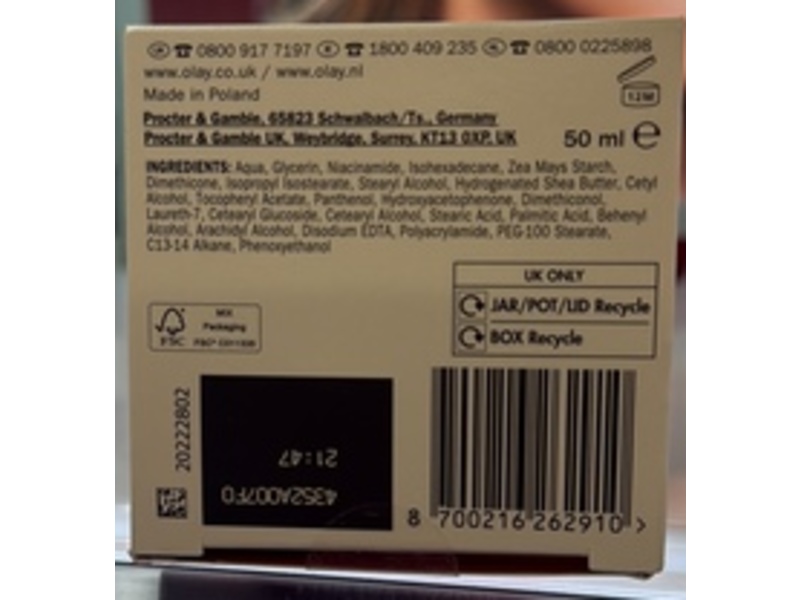 ☎ 0800 917 7197 ☎ 1800 409 235 ☎ 0800 0225898
www.olay.co.uk / www.olay.nl
Made in Poland
12M
Procter & Gamble, 65823 Schwalbach/Ts., Germany
Procter & Gamble UK, Weybridge, Surrey, KT13 0XP, UK
50 ml ℮
INGREDIENTS: Aqua, Glycerin, Niacinamide, Isohexadecane, Zea Mays Starch,
Dimethicone, Isopropyl Isostearate, Stearyl Alcohol, Hydrogenated Shea Butter, Cetyl
Alcohol, Tocopheryl Acetate, Panthenol, Hydroxyacetophenone, Dimethiconol,
Laureth-7, Cetearyl Glucoside, Cetearyl Alcohol, Stearic Acid, Palmitic Acid, Behenyl
Alcohol, Arachidyl Alcohol, Disodium EDTA, Polyacrylamide, PEG-100 Stearate,
C13-14 Alkane, Phenoxyethanol
UK ONLY
JAR/POT/LID Recycle
BOX Recycle
FSC
MIX
Packaging
20222802
21:47
4352A007F0
8 700216 262910 >